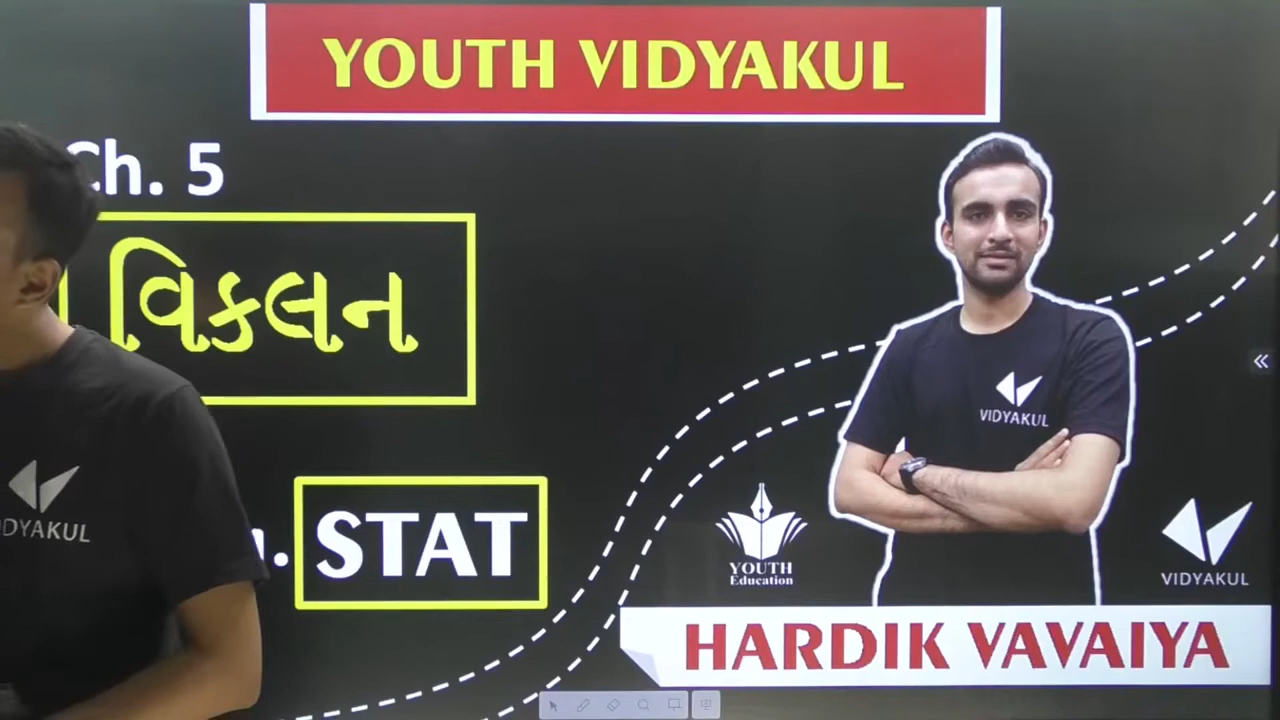 YOUTH VIDYAKUL
Ch. 5
વિકલન
STAT
VIDYAKUL
VIDYAKUL
YOUTH
Education
VIDYAKUL
HARDIK VAVAIYA